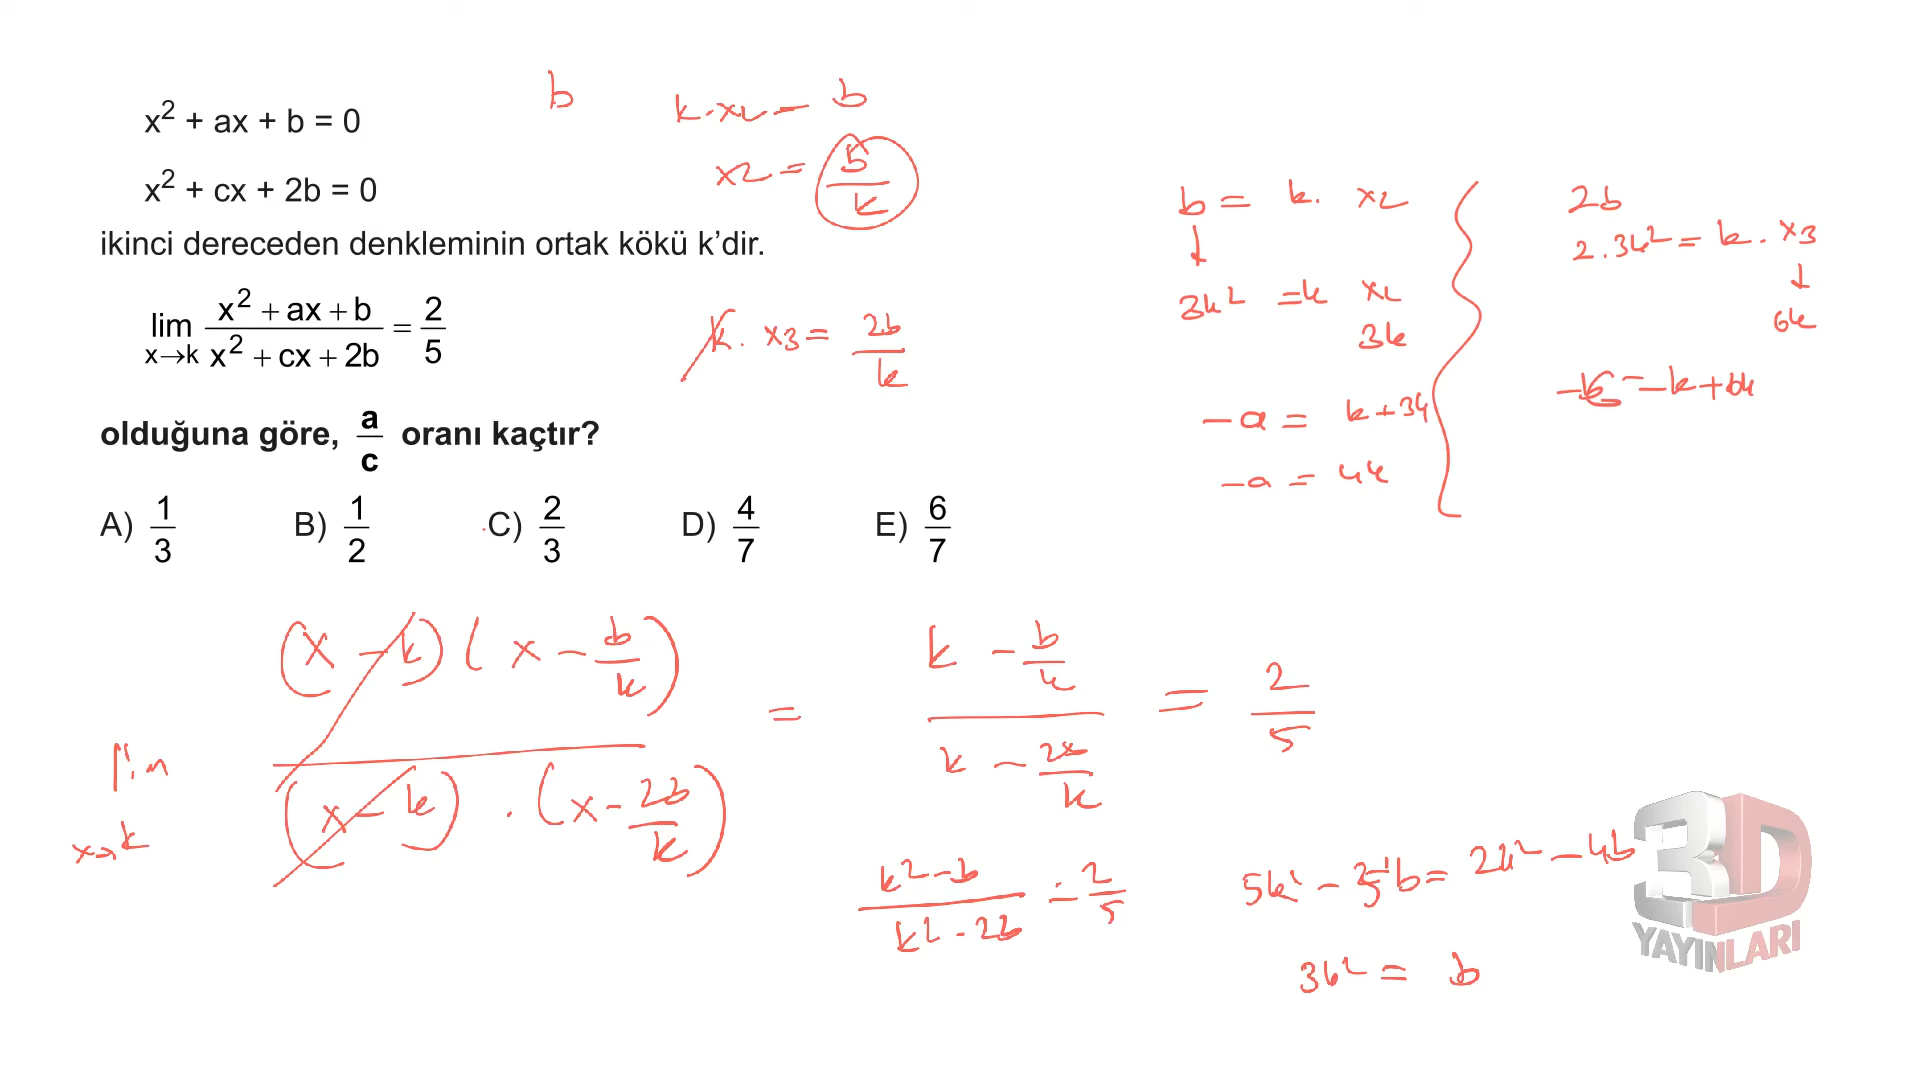 x² + ax + b = 0
x² + cx + 2b = 0
ikinci dereceden denkleminin ortak kökü k’dir.
lim x→k (x² + ax + b)/(x² + cx + 2b) = 2/5
olduğuna göre, a/c oranı kaçtır?
A) 1/3 B) 1/2 C) 2/3 D) 4/7 E) 6/7
b
k . x2 = b
x2 = b/k
k . x3 = 2b/k
b = k . x2
↓
3k² = k x2
3k
-a = k + 3k
-a = 4k
2b
2 . 3k² = k . x3
↓
6k
= -k + 6k
lim x→k (x - k)(x - b/k) / (x - k) . (x - 2b/k) = (k - b/k)/(k - 2b/k) = 2/5
(k² - b)/(k² - 2b) = 2/5
5k² - 5b = 2k² - 4b
3k² = b
3D
YAYINLARI